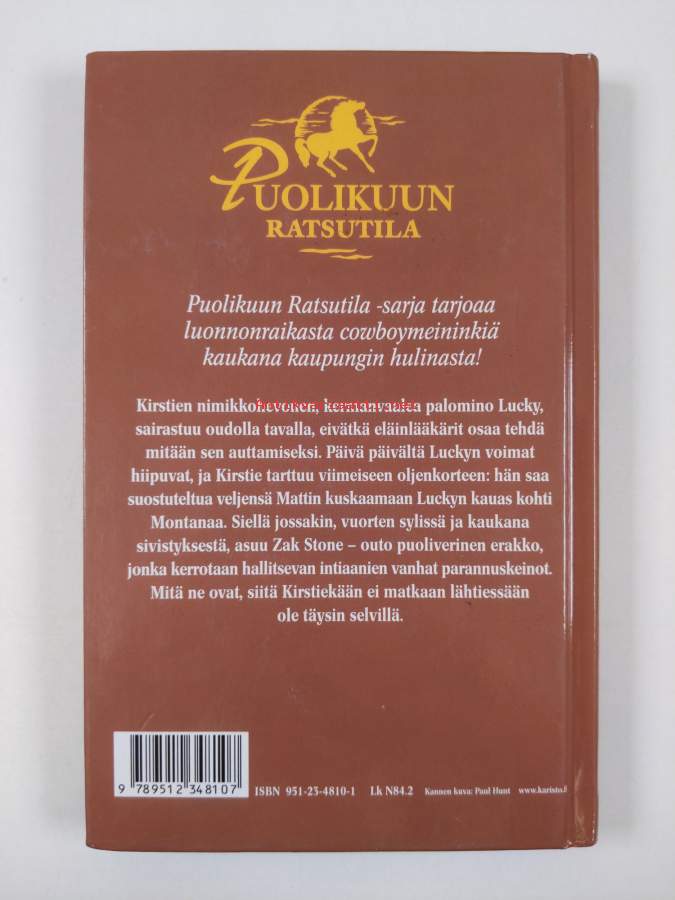 PUOLIKUUN
RATSUTILA
Puolikuun Ratsutila -sarja tarjoaa
luonnonraikasta cowboymeininkiä
kaukana kaupungin hulinasta!
Kirstien nimikkohevonen, kermanvaalea palomino Lucky,
sairastuu oudolla tavalla, eivätkä eläinlääkärit osaa tehdä
mitään sen auttamiseksi. Päivä päivältä Luckyn voimat
hiipuvat, ja Kirstie tarttuu viimeiseen oljenkorteen: hän saa
suostuteltua veljensä Mattin kuskaamaan Luckyn kauas kohti
Montanaa. Siellä jossakin, vuorten sylissä ja kaukana
sivistyksestä, asuu Zak Stone – outo puoliverinen erakko,
jonka kerrotaan hallitsevan intiaanien vanhat parannuskeinot.
Mitä ne ovat, siitä Kirstiekään ei matkaan lähtiessään
ole täysin selvillä.
9 789512 348107
ISBN 951-23-4810-1 Lk N84.2 Kannen kuva: Paul Hunt www.karisto.f